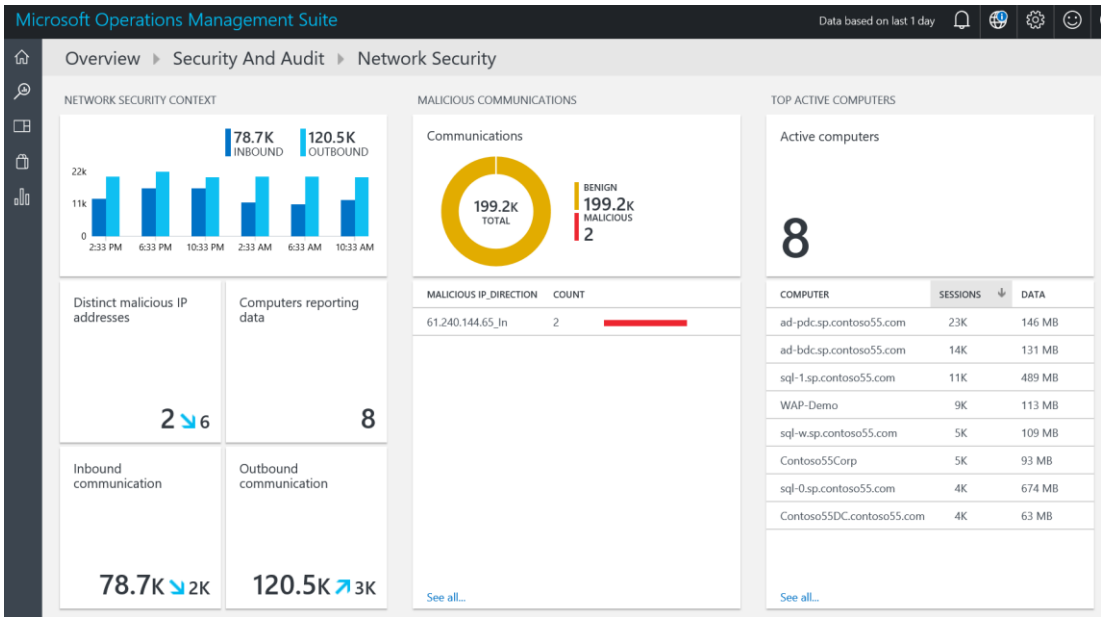 Microsoft Operations Management Suite
Data based on last 1 day
Overview Security And Audit Network Security
NETWORK SECURITY CONTEXT
78.7K INBOUND
120.5K OUTBOUND
22k
11k
0
2:33 PM 6:33 PM 10:33 PM 2:33 AM 6:33 AM 10:33 AM
Distinct malicious IP
addresses
2 6
Computers reporting
data
8
Inbound
communication
78.7K 2K
Outbound
communication
120.5K 3K
MALICIOUS COMMUNICATIONS
Communications
199.2K
TOTAL
BENIGN
199.2K
MALICIOUS
2
MALICIOUS IP_DIRECTION COUNT
61.240.144.65_In 2
See all...
TOP ACTIVE COMPUTERS
Active computers
8
COMPUTER SESSIONS DATA
ad-pdc.sp.contoso55.com 23K 146 MB
ad-bdc.sp.contoso55.com 14K 131 MB
sql-1.sp.contoso55.com 11K 489 MB
WAP-Demo 9K 113 MB
sql-w.sp.contoso55.com 5K 109 MB
Contoso55Corp 5K 93 MB
sql-0.sp.contoso55.com 4K 674 MB
Contoso55DC.contoso55.com 4K 63 MB
See all...